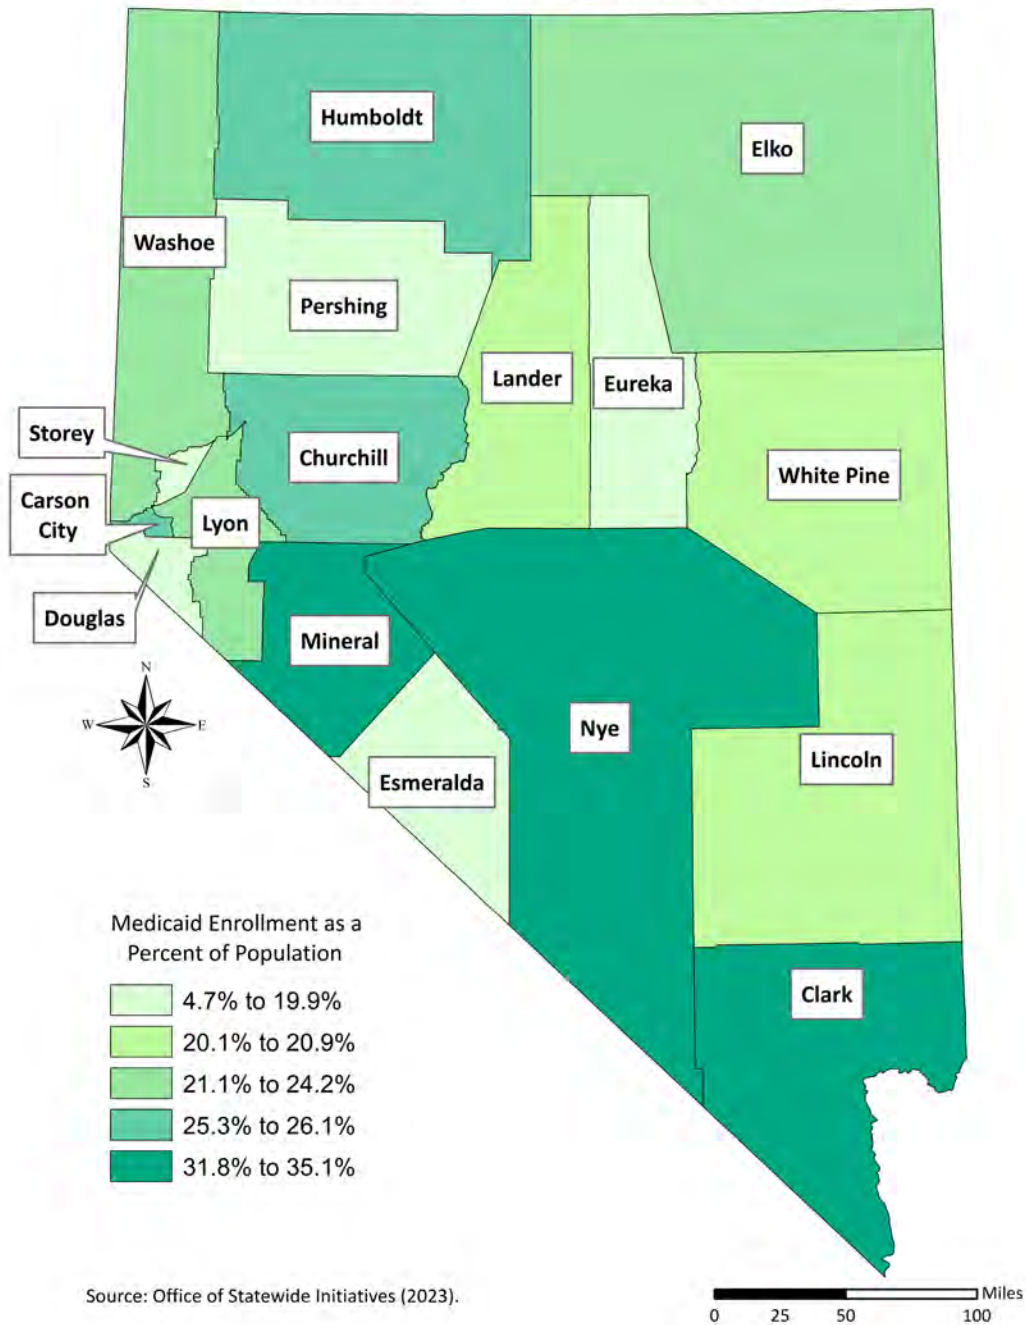 Humboldt
Elko
Washoe
Pershing
Lander
Eureka
Storey
Churchill
White Pine
Carson
City
Lyon
Douglas
Mineral
N
W
E
S
Nye
Lincoln
Esmeralda
Medicaid Enrollment as a
Percent of Population
4.7% to 19.9%
20.1% to 20.9%
21.1% to 24.2%
25.3% to 26.1%
31.8% to 35.1%
Clark
Source: Office of Statewide Initiatives (2023).
Miles
0 25 50 100